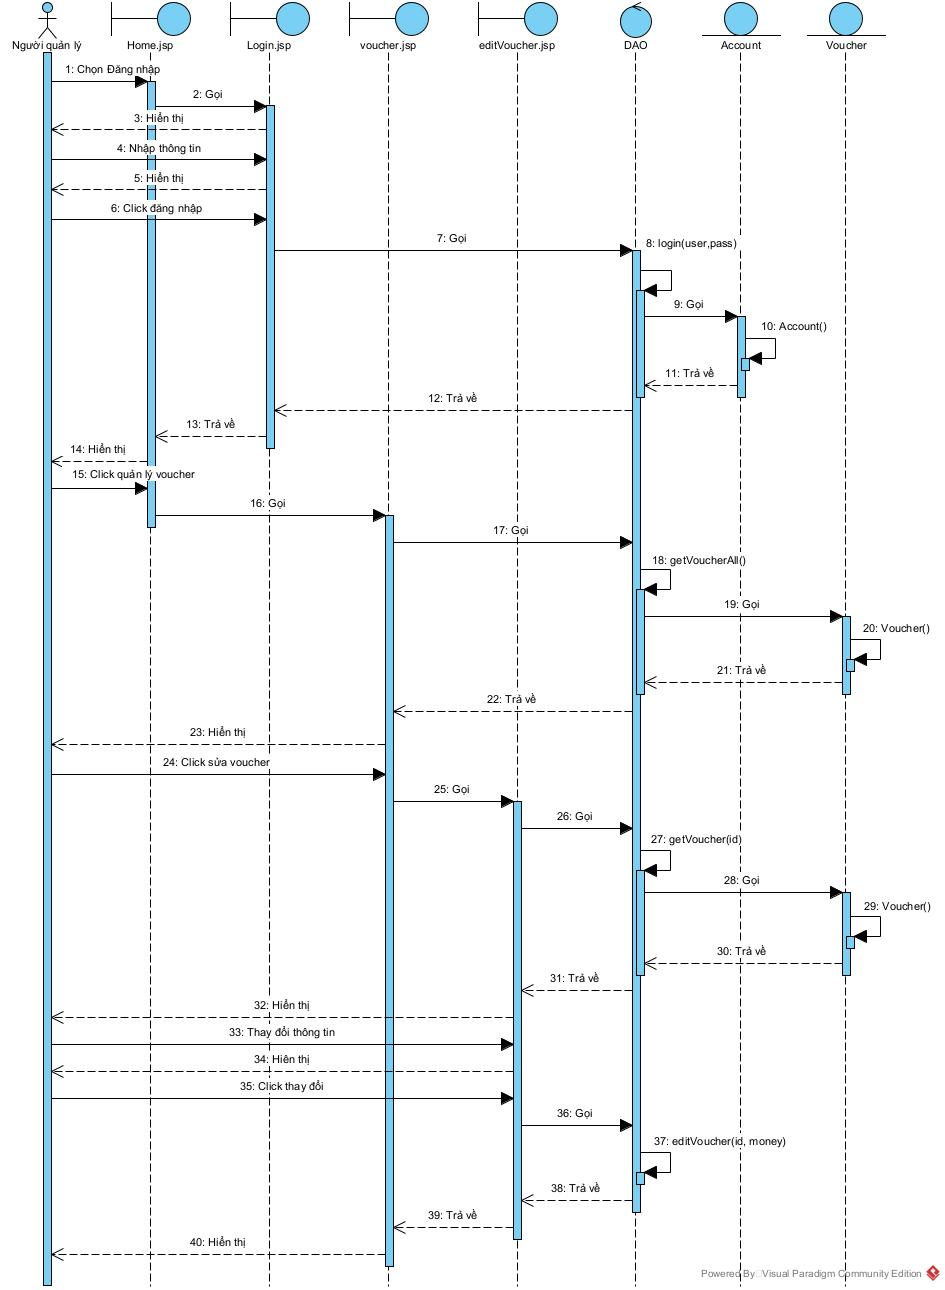 Người quản lý
Home.jsp
Login.jsp
voucher.jsp
editVoucher.jsp
DAO
Account
Voucher
1: Chọn Đăng nhập
2: Gọi
3: Hiển thị
4: Nhập thông tin
5: Hiển thị
6: Click đăng nhập
7: Gọi
8: login(user,pass)
9: Gọi
10: Account()
11: Trả về
12: Trả về
13: Trả về
14: Hiển thị
15: Click quản lý voucher
16: Gọi
17: Gọi
18: getVoucherAll()
19: Gọi
20: Voucher()
21: Trả về
22: Trả về
23: Hiển thị
24: Click sửa voucher
25: Gọi
26: Gọi
27: getVoucher(id)
28: Gọi
29: Voucher()
30: Trả về
31: Trả về
32: Hiển thị
33: Thay đổi thông tin
34: Hiên thị
35: Click thay đổi
36: Gọi
37: editVoucher(id, money)
38: Trả về
39: Trả về
40: Hiển thị
Powered By Visual Paradigm Community Edition